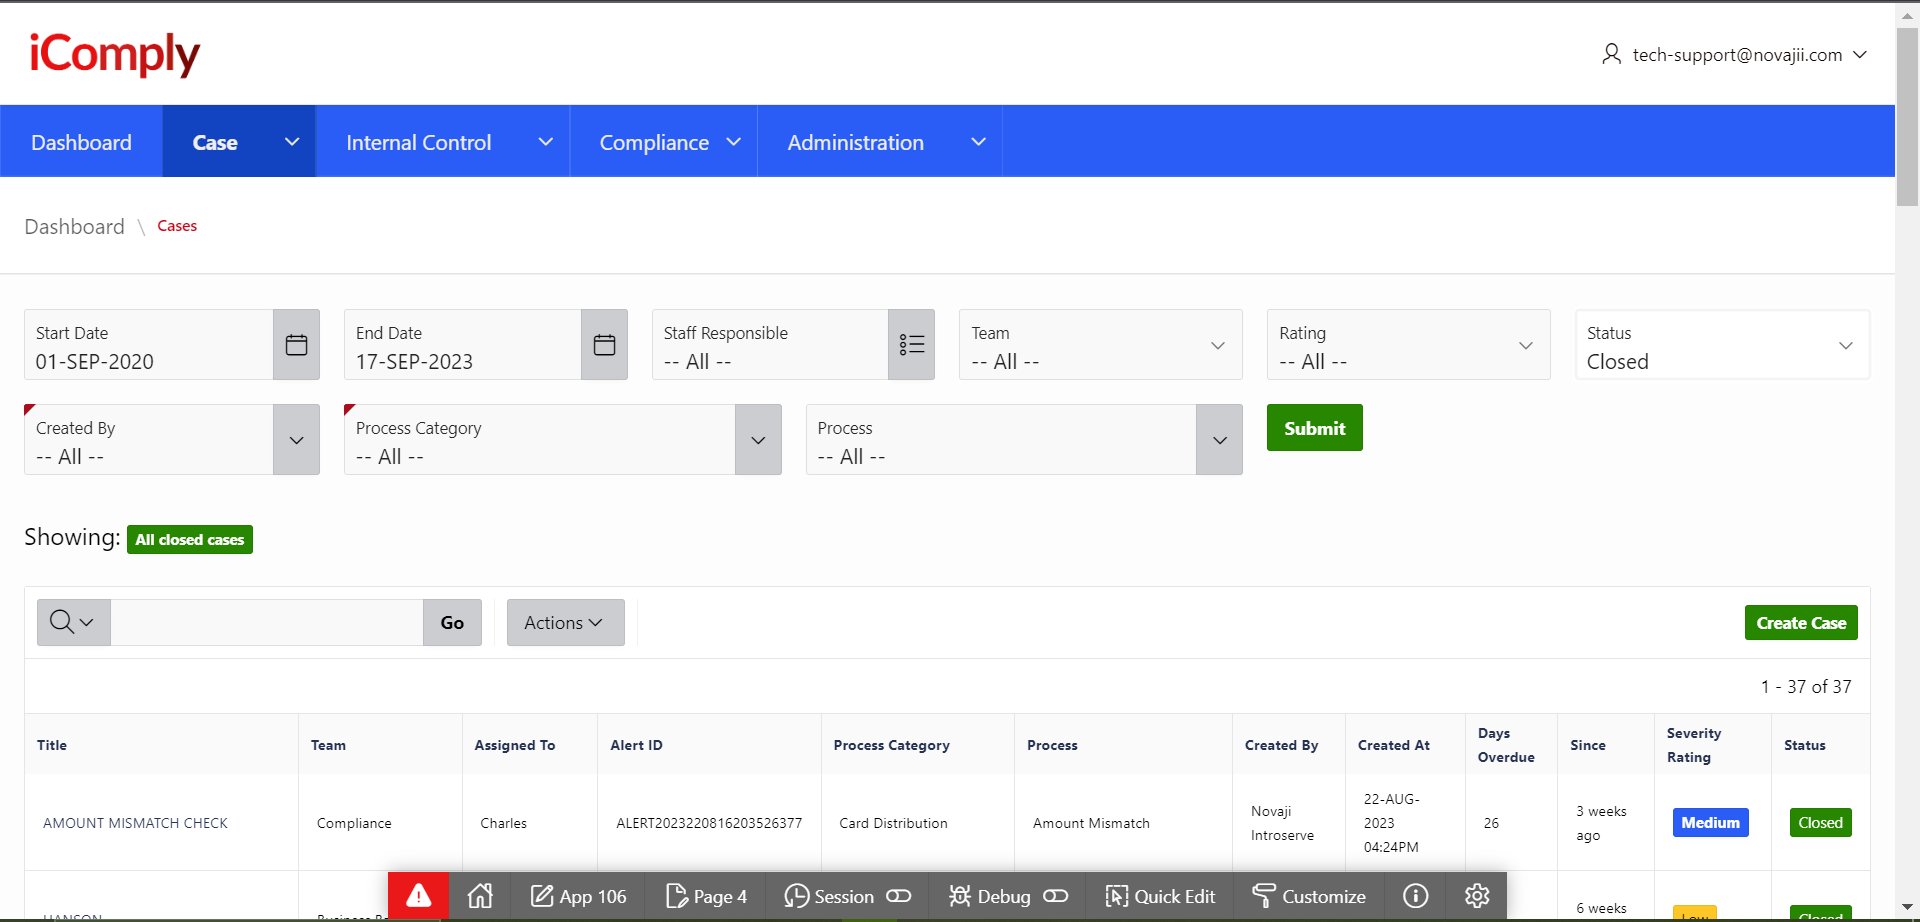 iComply
tech-support@novajii.com
Dashboard Case Internal Control Compliance Administration
Dashboard \ Cases
Start Date End Date Staff Responsible Team Rating Status
01-SEP-2020 17-SEP-2023 -- All -- -- All -- -- All -- Closed
Created By Process Category Process
-- All -- -- All -- -- All --
Submit
Showing: All closed cases
Go Actions Create Case
1 - 37 of 37
Title Team Assigned To Alert ID Process Category Process Created By Created At Days Overdue Since Severity Rating Status
AMOUNT MISMATCH CHECK Compliance Charles ALERT2023220816203526377 Card Distribution Amount Mismatch Novaji Introserve 22-AUG-2023 04:24PM 26 3 weeks ago Medium Closed
HANSON Business 6 weeks Low Closed
App 106 Page 4 Session Debug Quick Edit Customize